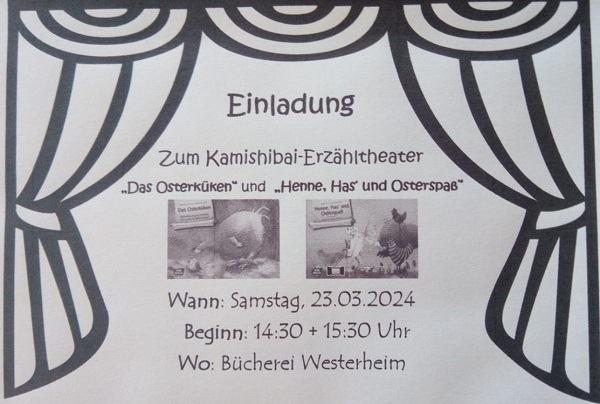 Einladung
Zum Kamishibai-Erzähltheater
„Das Osterküken" und „Henne, Has' und Osterspaß"
Das Osterküken
Henne, Has' und Osterspaß
Wann: Samstag, 23.03.2024
Beginn: 14:30 + 15:30 Uhr
Wo: Bücherei Westerheim